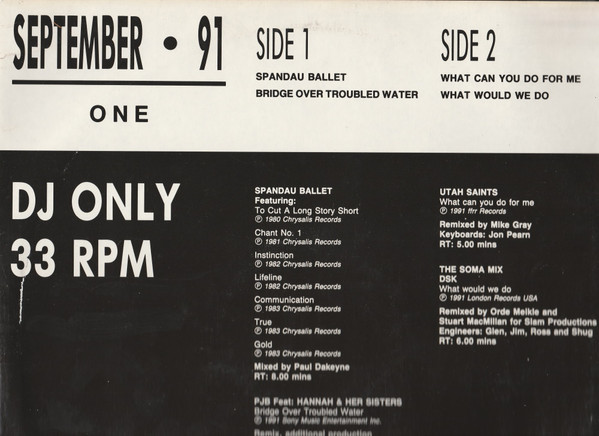 SEPTEMBER • 91
ONE
SIDE 1
SPANDAU BALLET
BRIDGE OVER TROUBLED WATER
SIDE 2
WHAT CAN YOU DO FOR ME
WHAT WOULD WE DO
DJ ONLY
33 RPM
SPANDAU BALLET
Featuring:
To Cut A Long Story Short
℗ 1980 Chrysalis Records
Chant No. 1
℗ 1981 Chrysalis Records
Instinction
℗ 1982 Chrysalis Records
Lifeline
℗ 1982 Chrysalis Records
Communication
℗ 1983 Chrysalis Records
True
℗ 1983 Chrysalis Records
Gold
℗ 1983 Chrysalis Records
Mixed by Paul Dakeyne
RT: 8.00 mins
PJB Feat: HANNAH & HER SISTERS
Bridge Over Troubled Water
℗ 1991 Sony Music Entertainment Inc.
Remix, additional production
UTAH SAINTS
What can you do for me
℗ 1991 ffrr Records
Remixed by Mike Gray
Keyboards: Jon Pearn
RT: 5.00 mins
THE SOMA MIX
DSK
What would we do
℗ 1991 London Records USA
Remixed by Orde Meikle and
Stuart MacMillan for Slam Productions
Engineers: Glen, Jim, Ross and Shug
RT: 6.00 mins